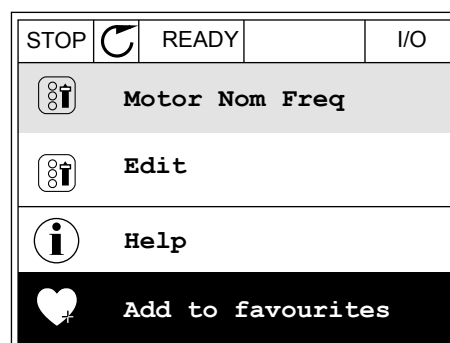 STOP READY I/O
Motor Nom Freq
Edit
Help
Add to favourites